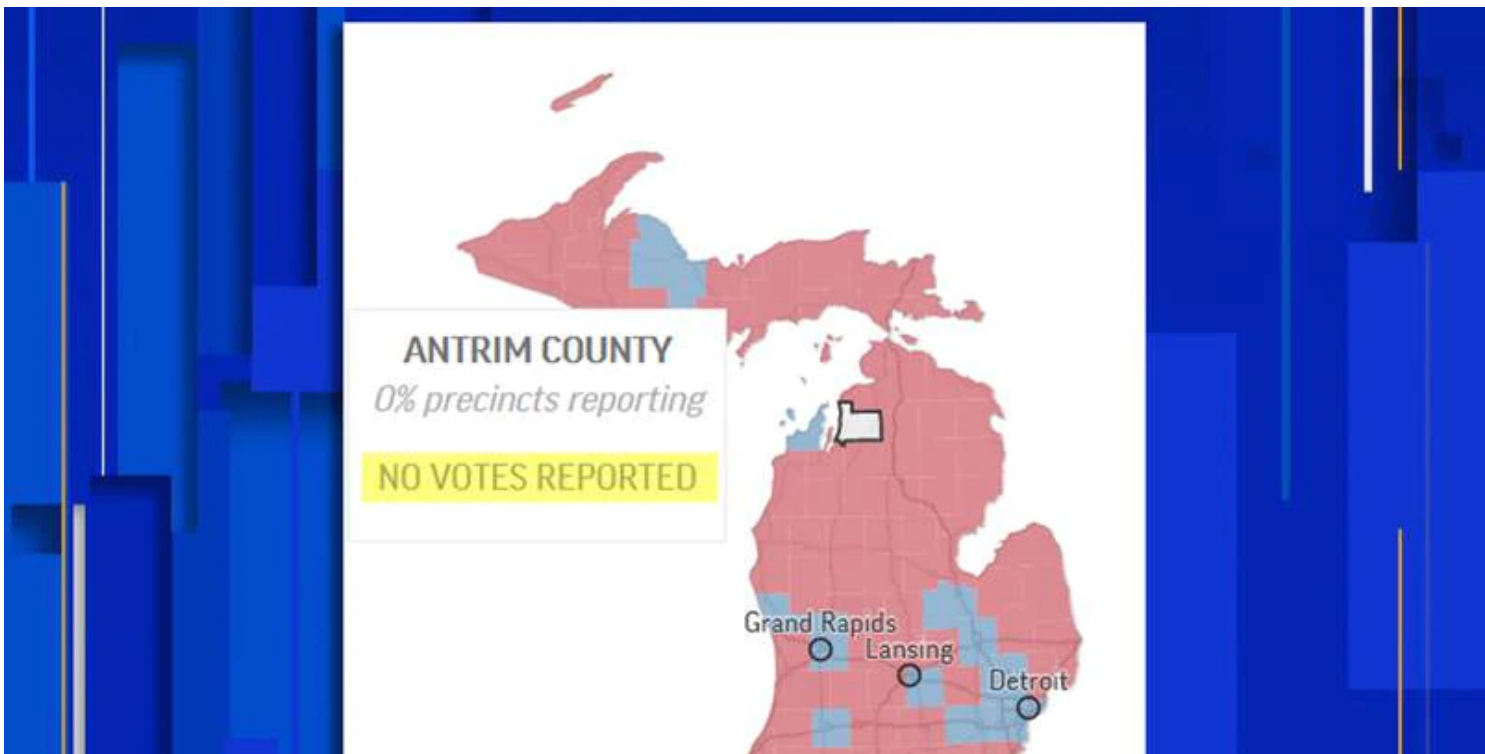 ANTRIM COUNTY
0% precincts reporting
NO VOTES REPORTED
Grand Rapids
Lansing
Detroit